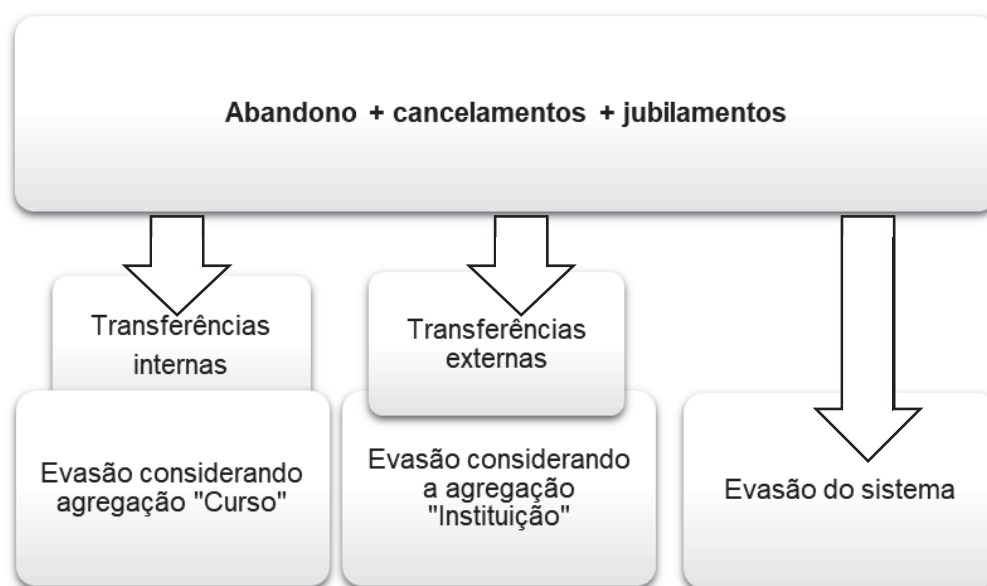 Abandono + cancelamentos + jubilamentos
Transferências
internas
Transferências
externas
Evasão considerando
agregação "Curso"
Evasão considerando
a agregação
"Instituição"
Evasão do sistema